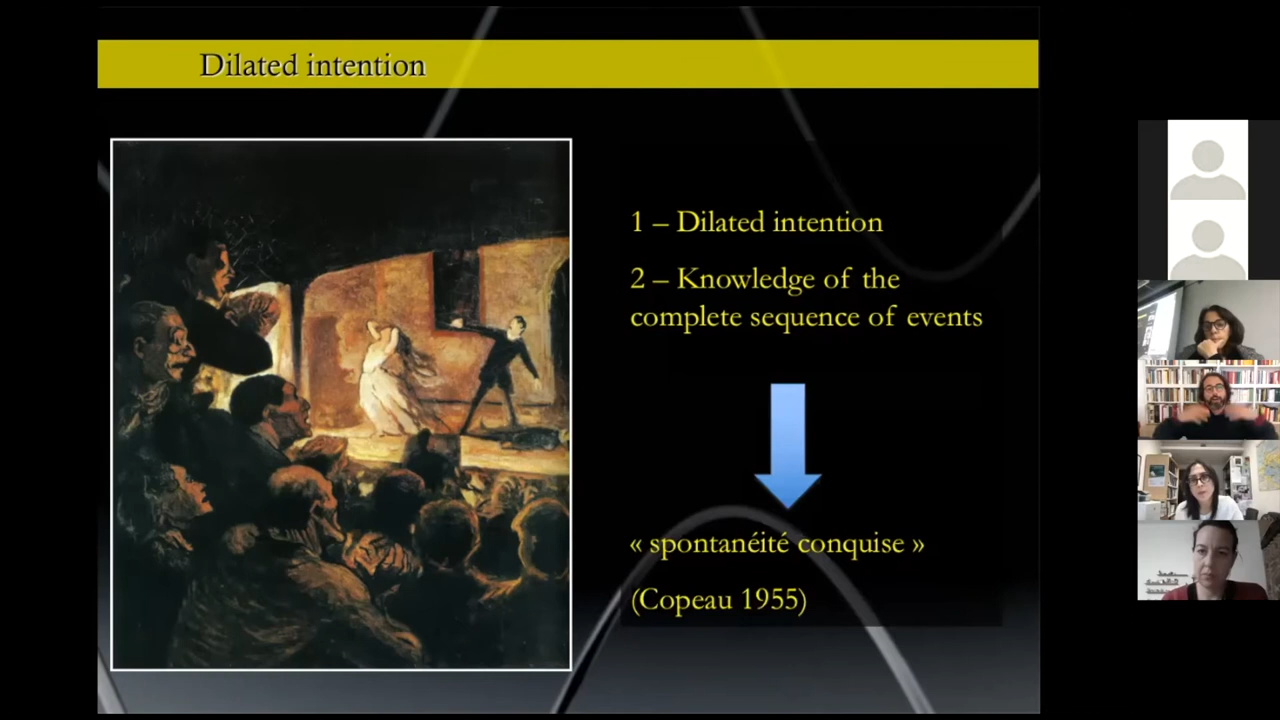 Dilated intention
1 – Dilated intention
2 – Knowledge of the
complete sequence of events
« spontanéité conquise »
(Copeau 1955)